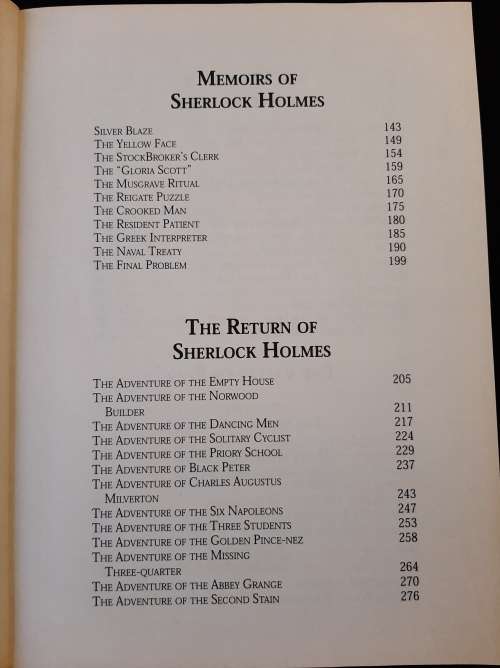 MEMOIRS OF
SHERLOCK HOLMES
SILVER BLAZE 143
THE YELLOW FACE 149
THE STOCKBROKER'S CLERK 154
THE "GLORIA SCOTT" 159
THE MUSGRAVE RITUAL 165
THE REIGATE PUZZLE 170
THE CROOKED MAN 175
THE RESIDENT PATIENT 180
THE GREEK INTERPRETER 185
THE NAVAL TREATY 190
THE FINAL PROBLEM 199
THE RETURN OF
SHERLOCK HOLMES
THE ADVENTURE OF THE EMPTY HOUSE 205
THE ADVENTURE OF THE NORWOOD
BUILDER 211
THE ADVENTURE OF THE DANCING MEN 217
THE ADVENTURE OF THE SOLITARY CYCLIST 224
THE ADVENTURE OF THE PRIORY SCHOOL 229
THE ADVENTURE OF BLACK PETER 237
THE ADVENTURE OF CHARLES AUGUSTUS
MILVERTON 243
THE ADVENTURE OF THE SIX NAPOLEONS 247
THE ADVENTURE OF THE THREE STUDENTS 253
THE ADVENTURE OF THE GOLDEN PINCE-NEZ 258
THE ADVENTURE OF THE MISSING
THREE-QUARTER 264
THE ADVENTURE OF THE ABBEY GRANGE 270
THE ADVENTURE OF THE SECOND STAIN 276